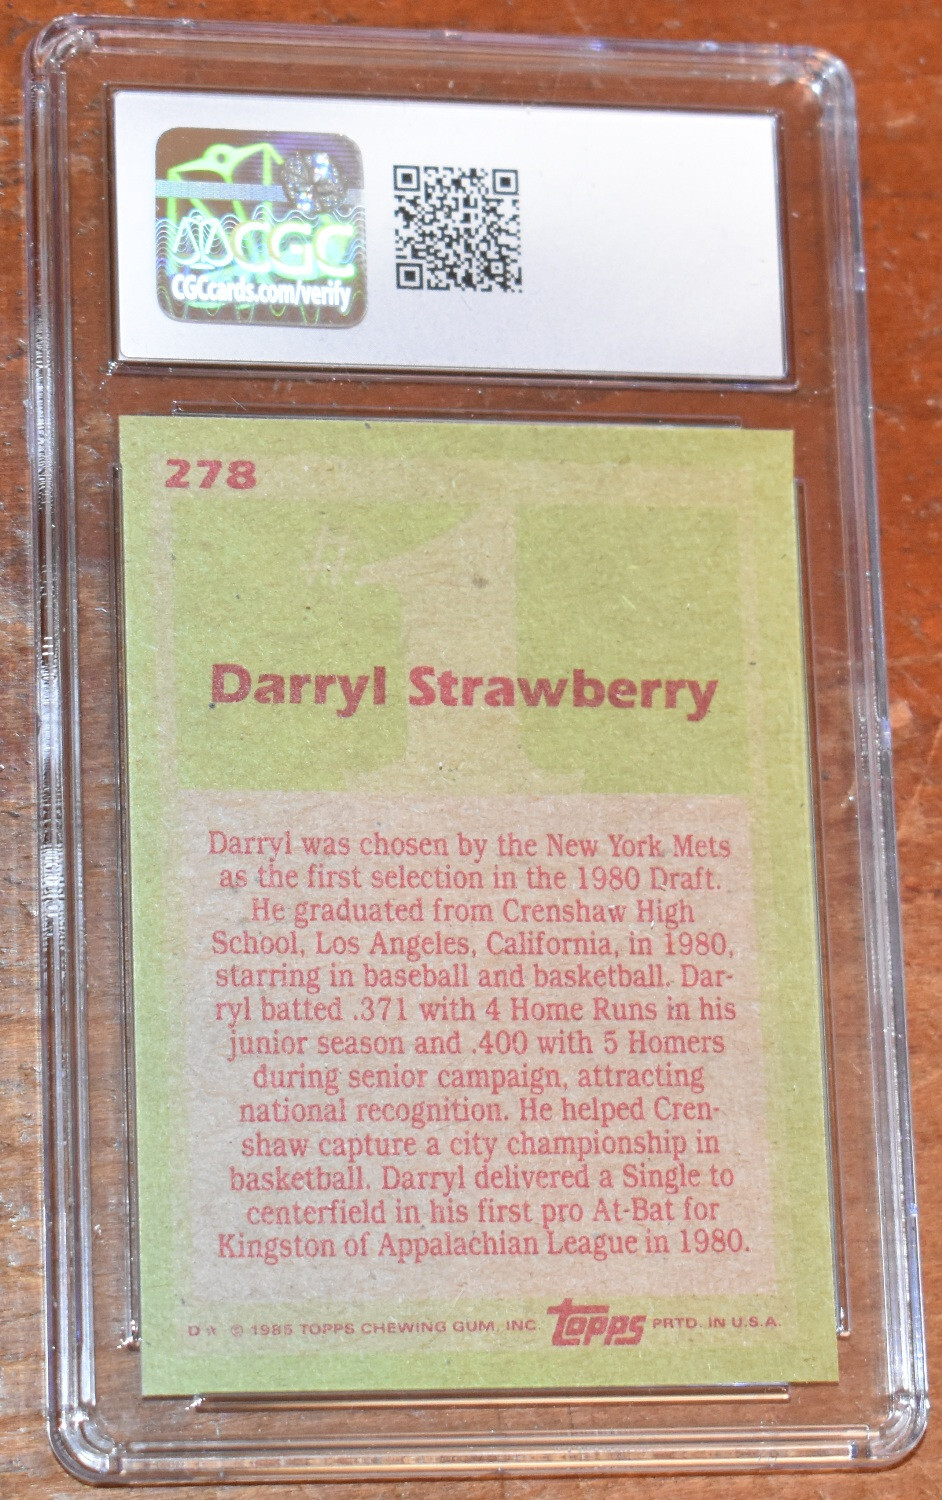 CGC
CGCcards.com/verify
278
#1
Darryl Strawberry
Darryl was chosen by the New York Mets
as the first selection in the 1980 Draft.
He graduated from Crenshaw High
School, Los Angeles, California, in 1980,
starring in baseball and basketball. Dar-
ryl batted .371 with 4 Home Runs in his
junior season and .400 with 5 Homers
during senior campaign, attracting
national recognition. He helped Cren-
shaw capture a city championship in
basketball. Darryl delivered a Single to
centerfield in his first pro At-Bat for
Kingston of Appalachian League in 1980.
D* © 1985 TOPPS CHEWING GUM, INC. topps PRTD. IN U.S.A.